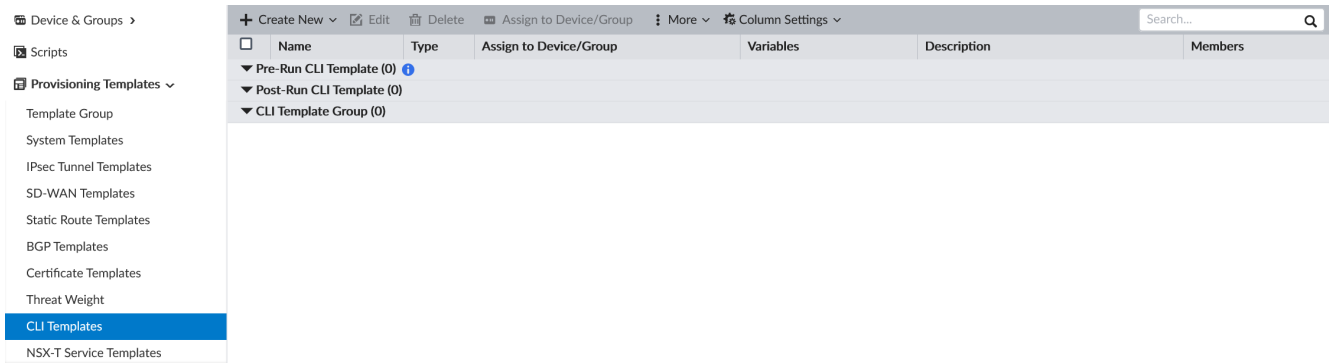 Device & Groups
Scripts
Provisioning Templates
Template Group
System Templates
IPsec Tunnel Templates
SD-WAN Templates
Static Route Templates
BGP Templates
Certificate Templates
Threat Weight
CLI Templates
NSX-T Service Templates
Create New Edit Delete Assign to Device/Group More Column Settings Search...
Name Type Assign to Device/Group Variables Description Members
Pre-Run CLI Template (0)
Post-Run CLI Template (0)
CLI Template Group (0)